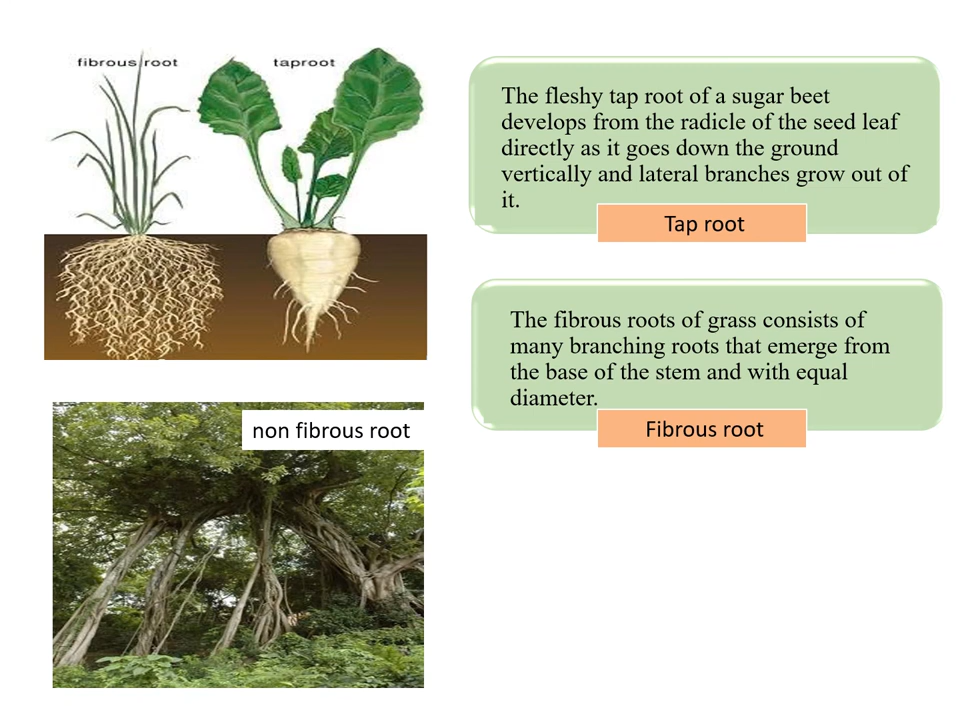 fibrous root
taproot
The fleshy tap root of a sugar beet
develops from the radicle of the seed leaf
directly as it goes down the ground
vertically and lateral branches grow out of
it.
Tap root
The fibrous roots of grass consists of
many branching roots that emerge from
the base of the stem and with equal
diameter.
Fibrous root
non fibrous root